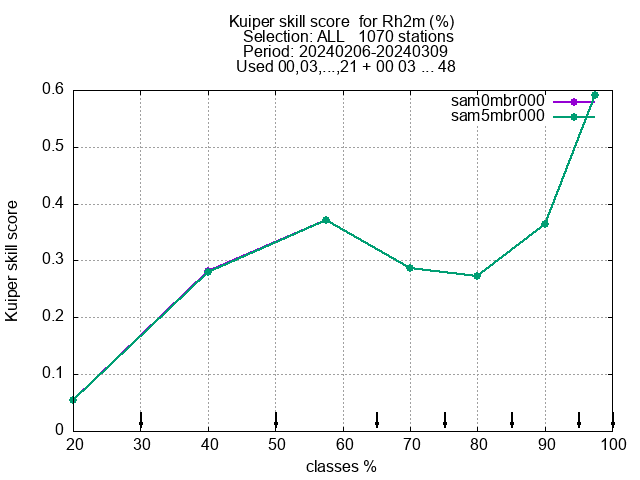 Kuiper skill score  for Rh2m (%)
Selection: ALL   1070 stations
Period: 20240206-20240309
Used 00,03,...,21 + 00 03 ... 48
sam0mbr000
sam5mbr000
0.6
0.5
0.4
0.3
0.2
0.1
0
Kuiper skill score
20 30 40 50 60 70 80 90 100
classes %